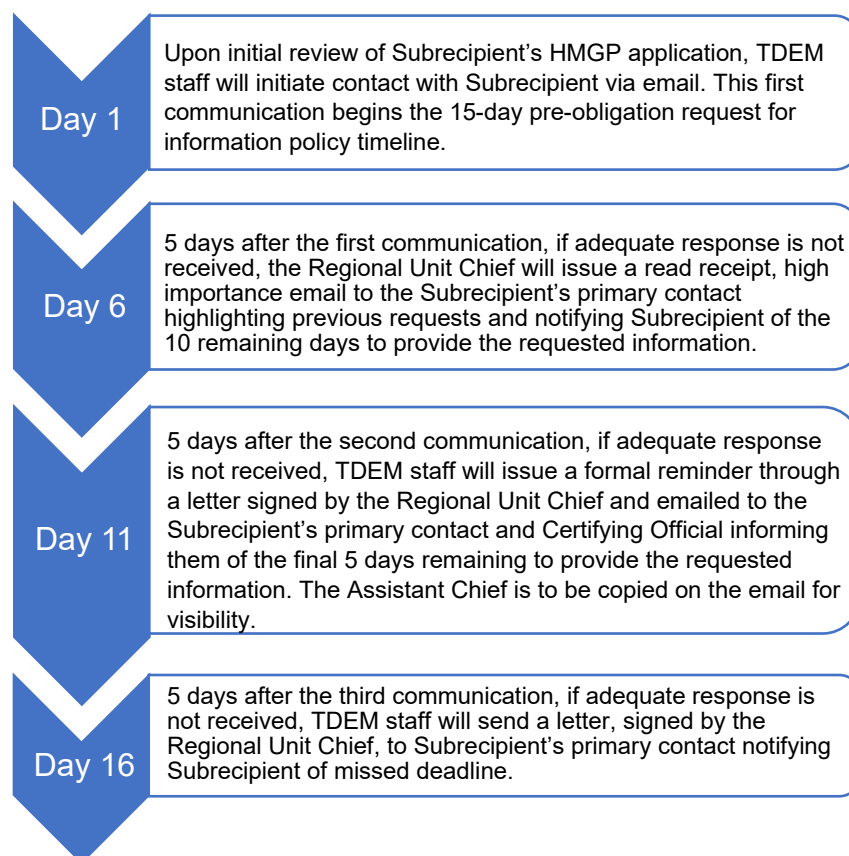 Day 1
Upon initial review of Subrecipient’s HMGP application, TDEM
staff will initiate contact with Subrecipient via email. This first
communication begins the 15-day pre-obligation request for
information policy timeline.
Day 6
5 days after the first communication, if adequate response is not
received, the Regional Unit Chief will issue a read receipt, high
importance email to the Subrecipient’s primary contact
highlighting previous requests and notifying Subrecipient of the
10 remaining days to provide the requested information.
Day 11
5 days after the second communication, if adequate response
is not received, TDEM staff will issue a formal reminder through
a letter signed by the Regional Unit Chief and emailed to the
Subrecipient’s primary contact and Certifying Official informing
them of the final 5 days remaining to provide the requested
information. The Assistant Chief is to be copied on the email for
visibility.
Day 16
5 days after the third communication, if adequate response is
not received, TDEM staff will send a letter, signed by the
Regional Unit Chief, to Subrecipient’s primary contact notifying
Subrecipient of missed deadline.